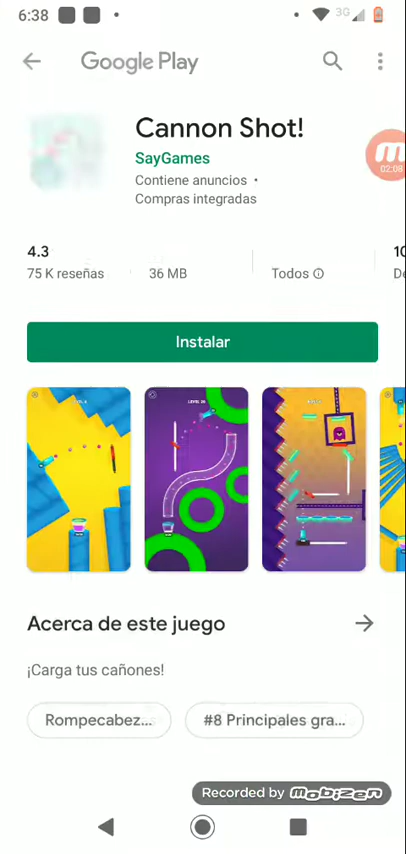 6:38
3G
Google Play
Cannon Shot!
SayGames
Contiene anuncios •
Compras integradas
02:08
4.3
75 K reseñas
36 MB
Todos
Instalar
Acerca de este juego
¡Carga tus cañones!
Rompecabez...
#8 Principales gra...
Recorded by mobizen